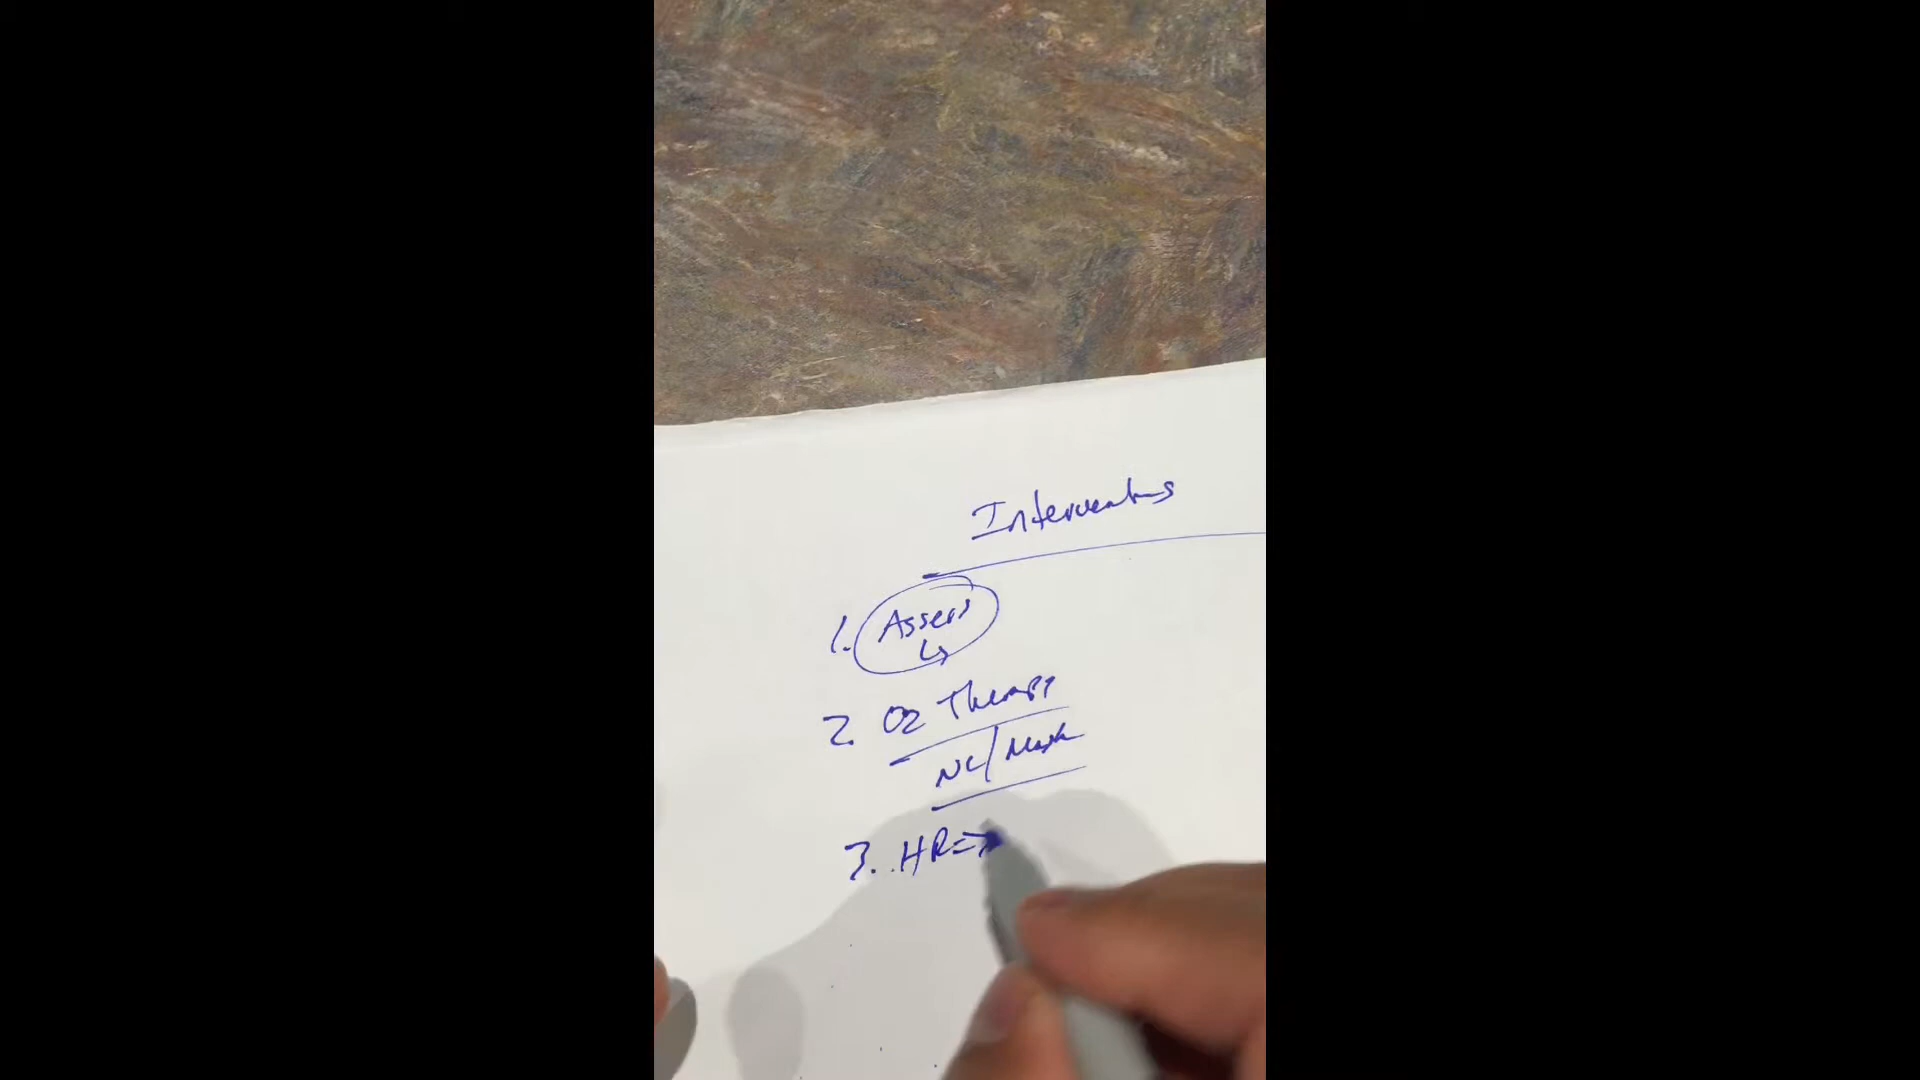 Interventions
1. Assess
↳
2. O2 Therapy
NC/Mask
3. HR =>